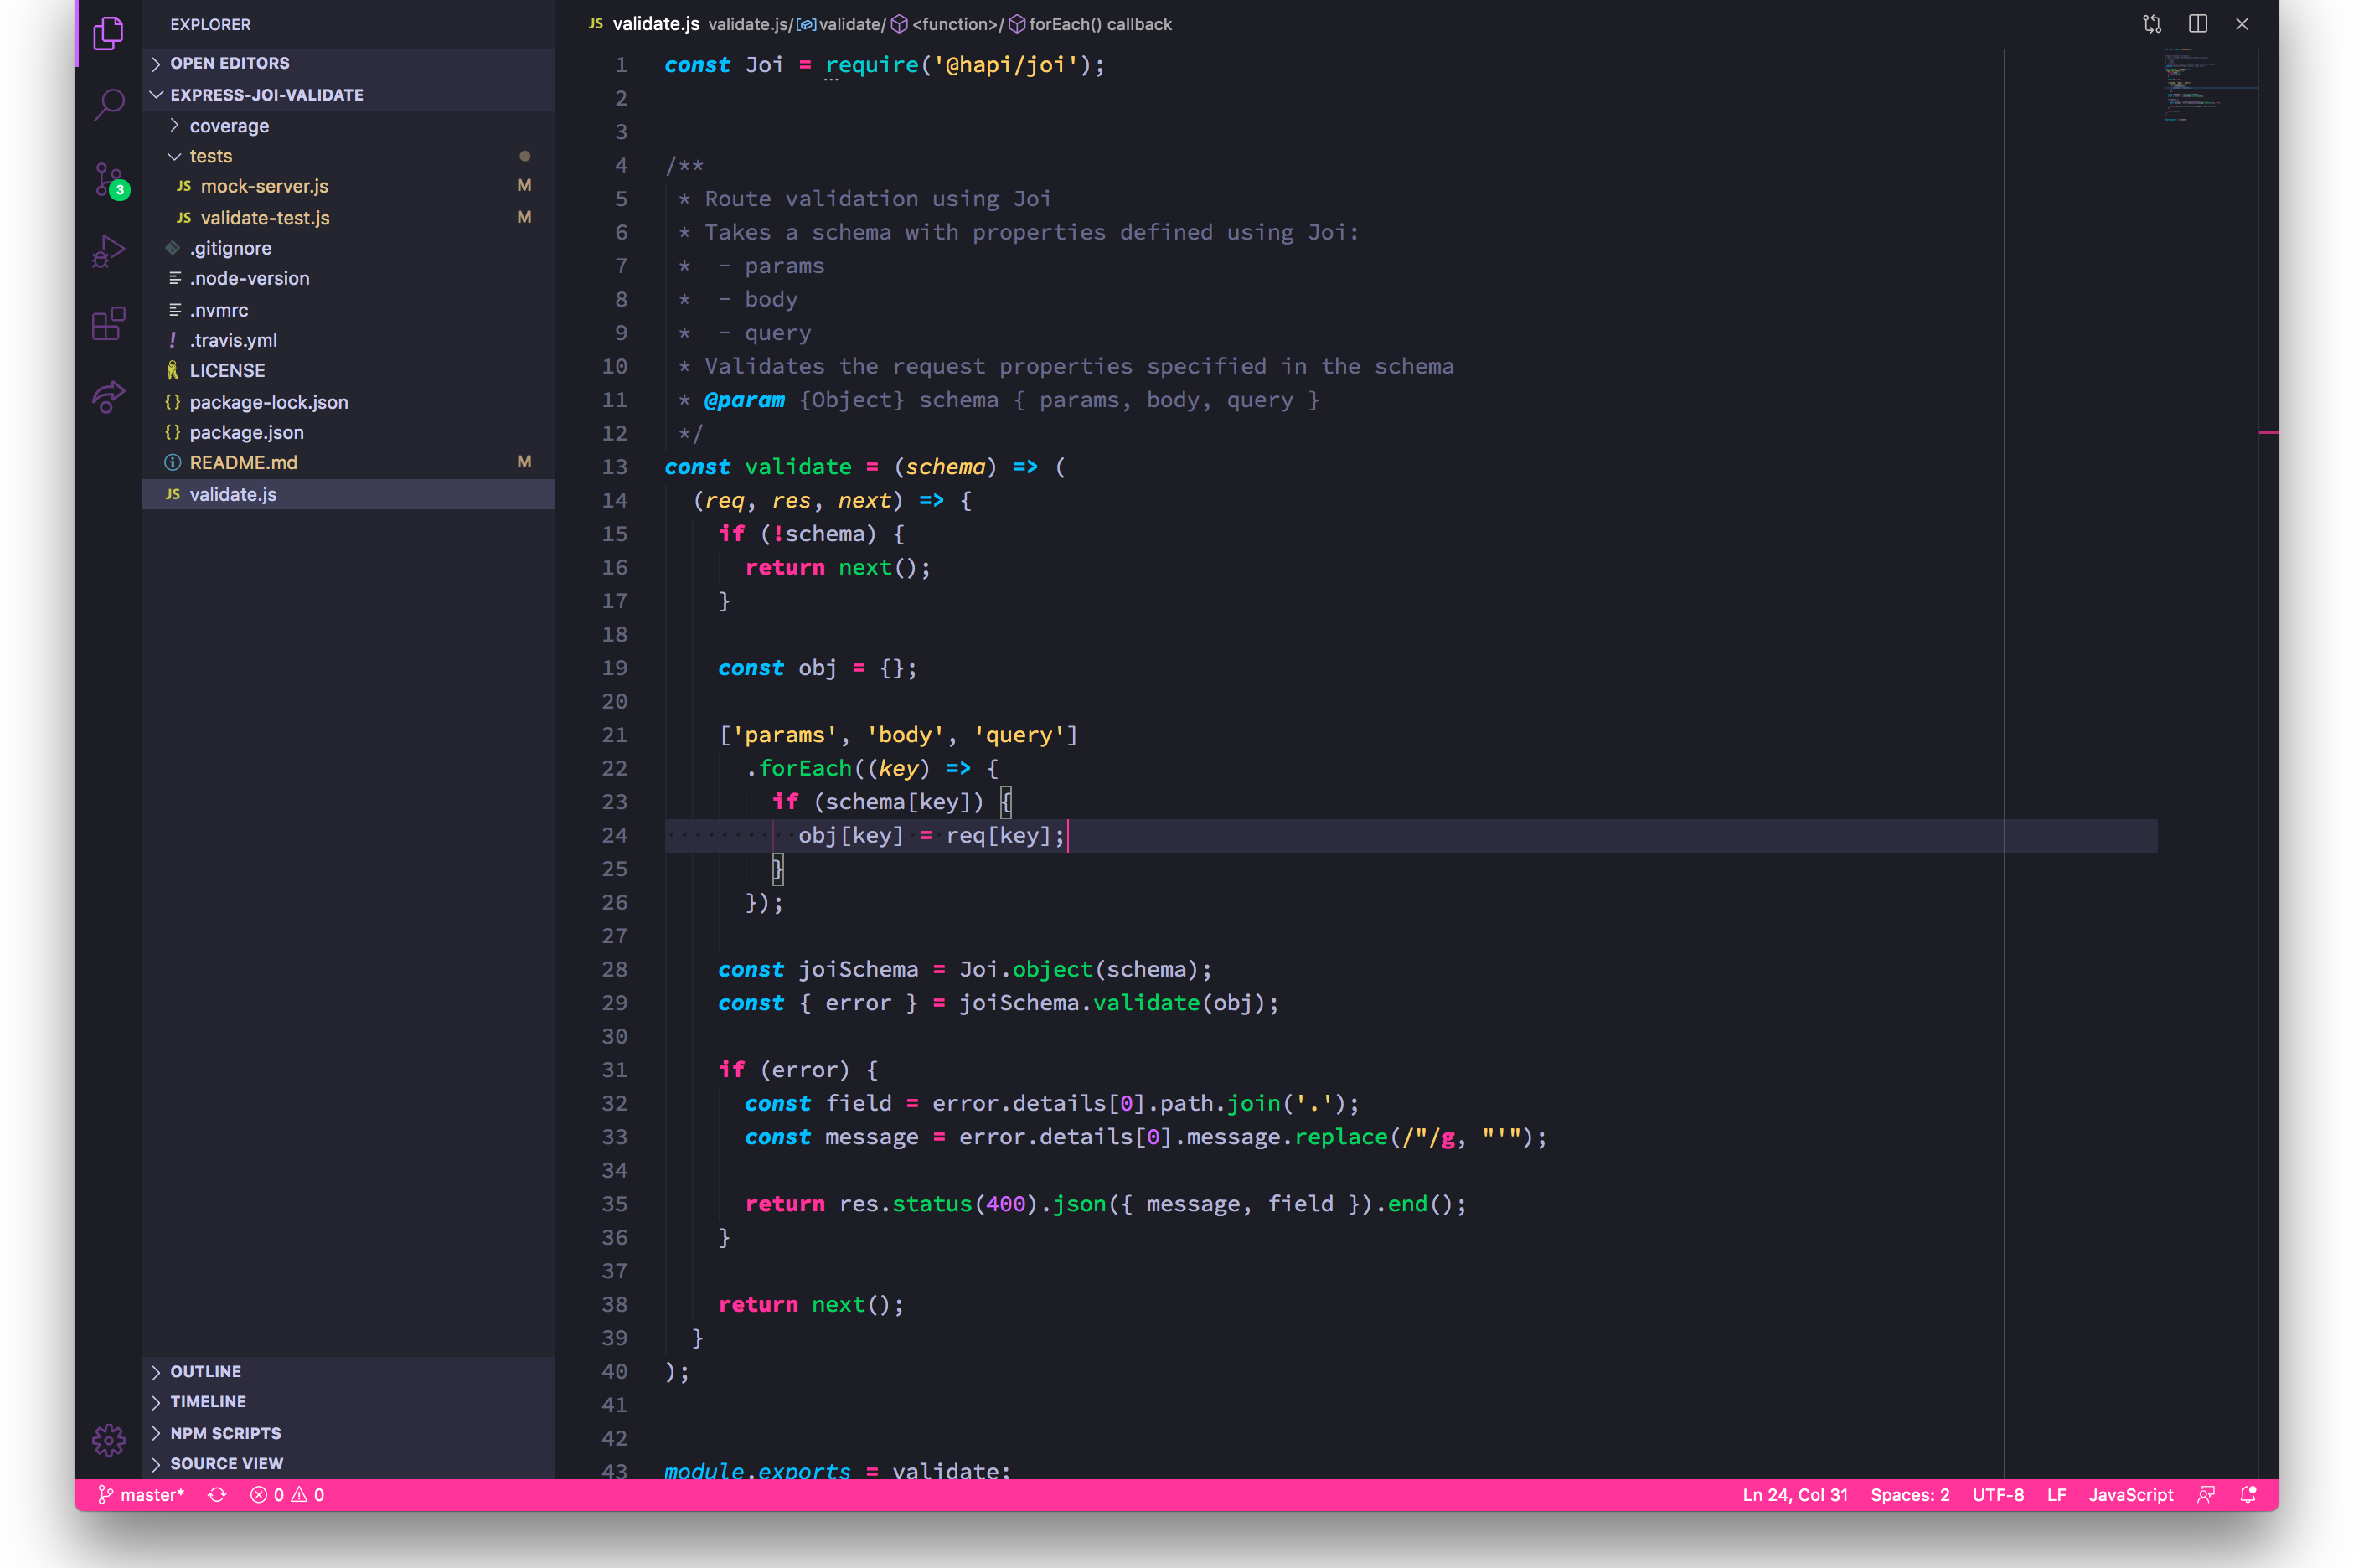 EXPLORER
OPEN EDITORS
EXPRESS-JOI-VALIDATE
coverage
tests
JS mock-server.js M
JS validate-test.js M
.gitignore
.node-version
.nvmrc
! .travis.yml
LICENSE
{} package-lock.json
{} package.json
README.md M
JS validate.js
OUTLINE
TIMELINE
NPM SCRIPTS
SOURCE VIEW
3
JS validate.js validate.js/validate/<function>/forEach() callback
1 const Joi = require('@hapi/joi');
2
3
4 /**
5 * Route validation using Joi
6 * Takes a schema with properties defined using Joi:
7 *  - params
8 *  - body
9 *  - query
10 * Validates the request properties specified in the schema
11 * @param {Object} schema { params, body, query }
12 */
13 const validate = (schema) => (
14   (req, res, next) => {
15     if (!schema) {
16       return next();
17     }
18
19     const obj = {};
20
21     ['params', 'body', 'query']
22       .forEach((key) => {
23         if (schema[key]) {
24           obj[key] = req[key];
25         }
26       });
27
28     const joiSchema = Joi.object(schema);
29     const { error } = joiSchema.validate(obj);
30
31     if (error) {
32       const field = error.details[0].path.join('.');
33       const message = error.details[0].message.replace(/"/g, "'");
34
35       return res.status(400).json({ message, field }).end();
36     }
37
38     return next();
39   }
40 );
41
42
43 module.exports = validate;
master* 0 0 Ln 24, Col 31 Spaces: 2 UTF-8 LF JavaScript